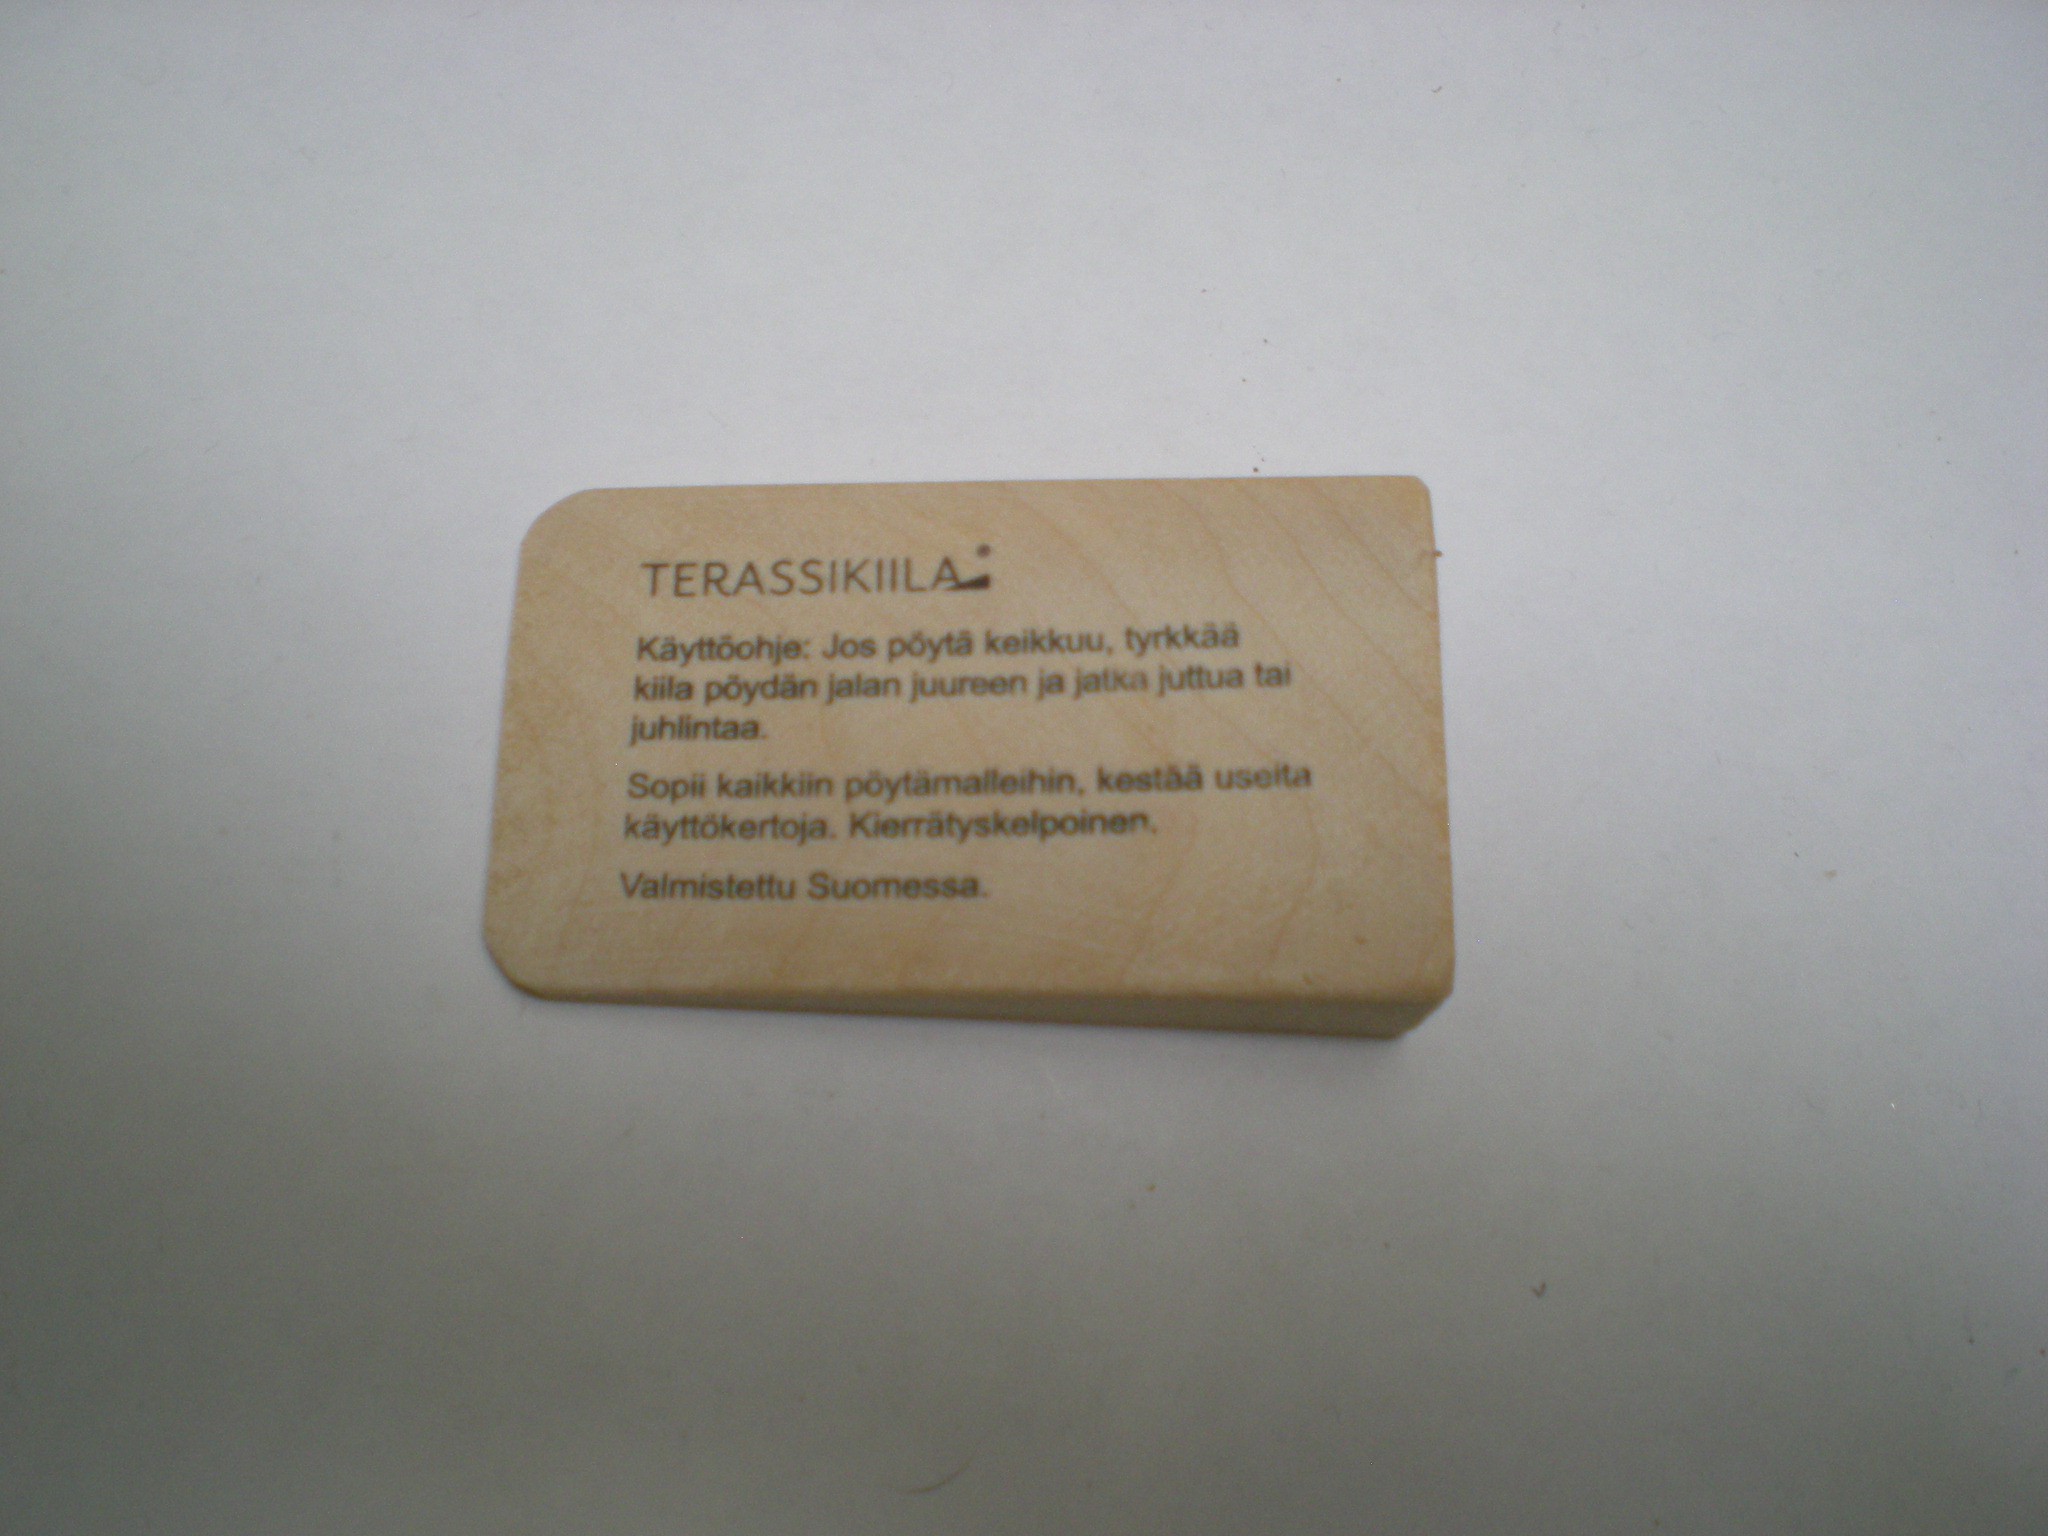 TERASSIKIILA
Käyttöohje: Jos pöytä keikkuu, tyrkkää
kiila pöydän jalan juureen ja jatka juttua tai
juhlintaa.
Sopii kaikkiin pöytämalleihin, kestää useita
käyttökertoja. Kierrätyskelpoinen.
Valmistettu Suomessa.